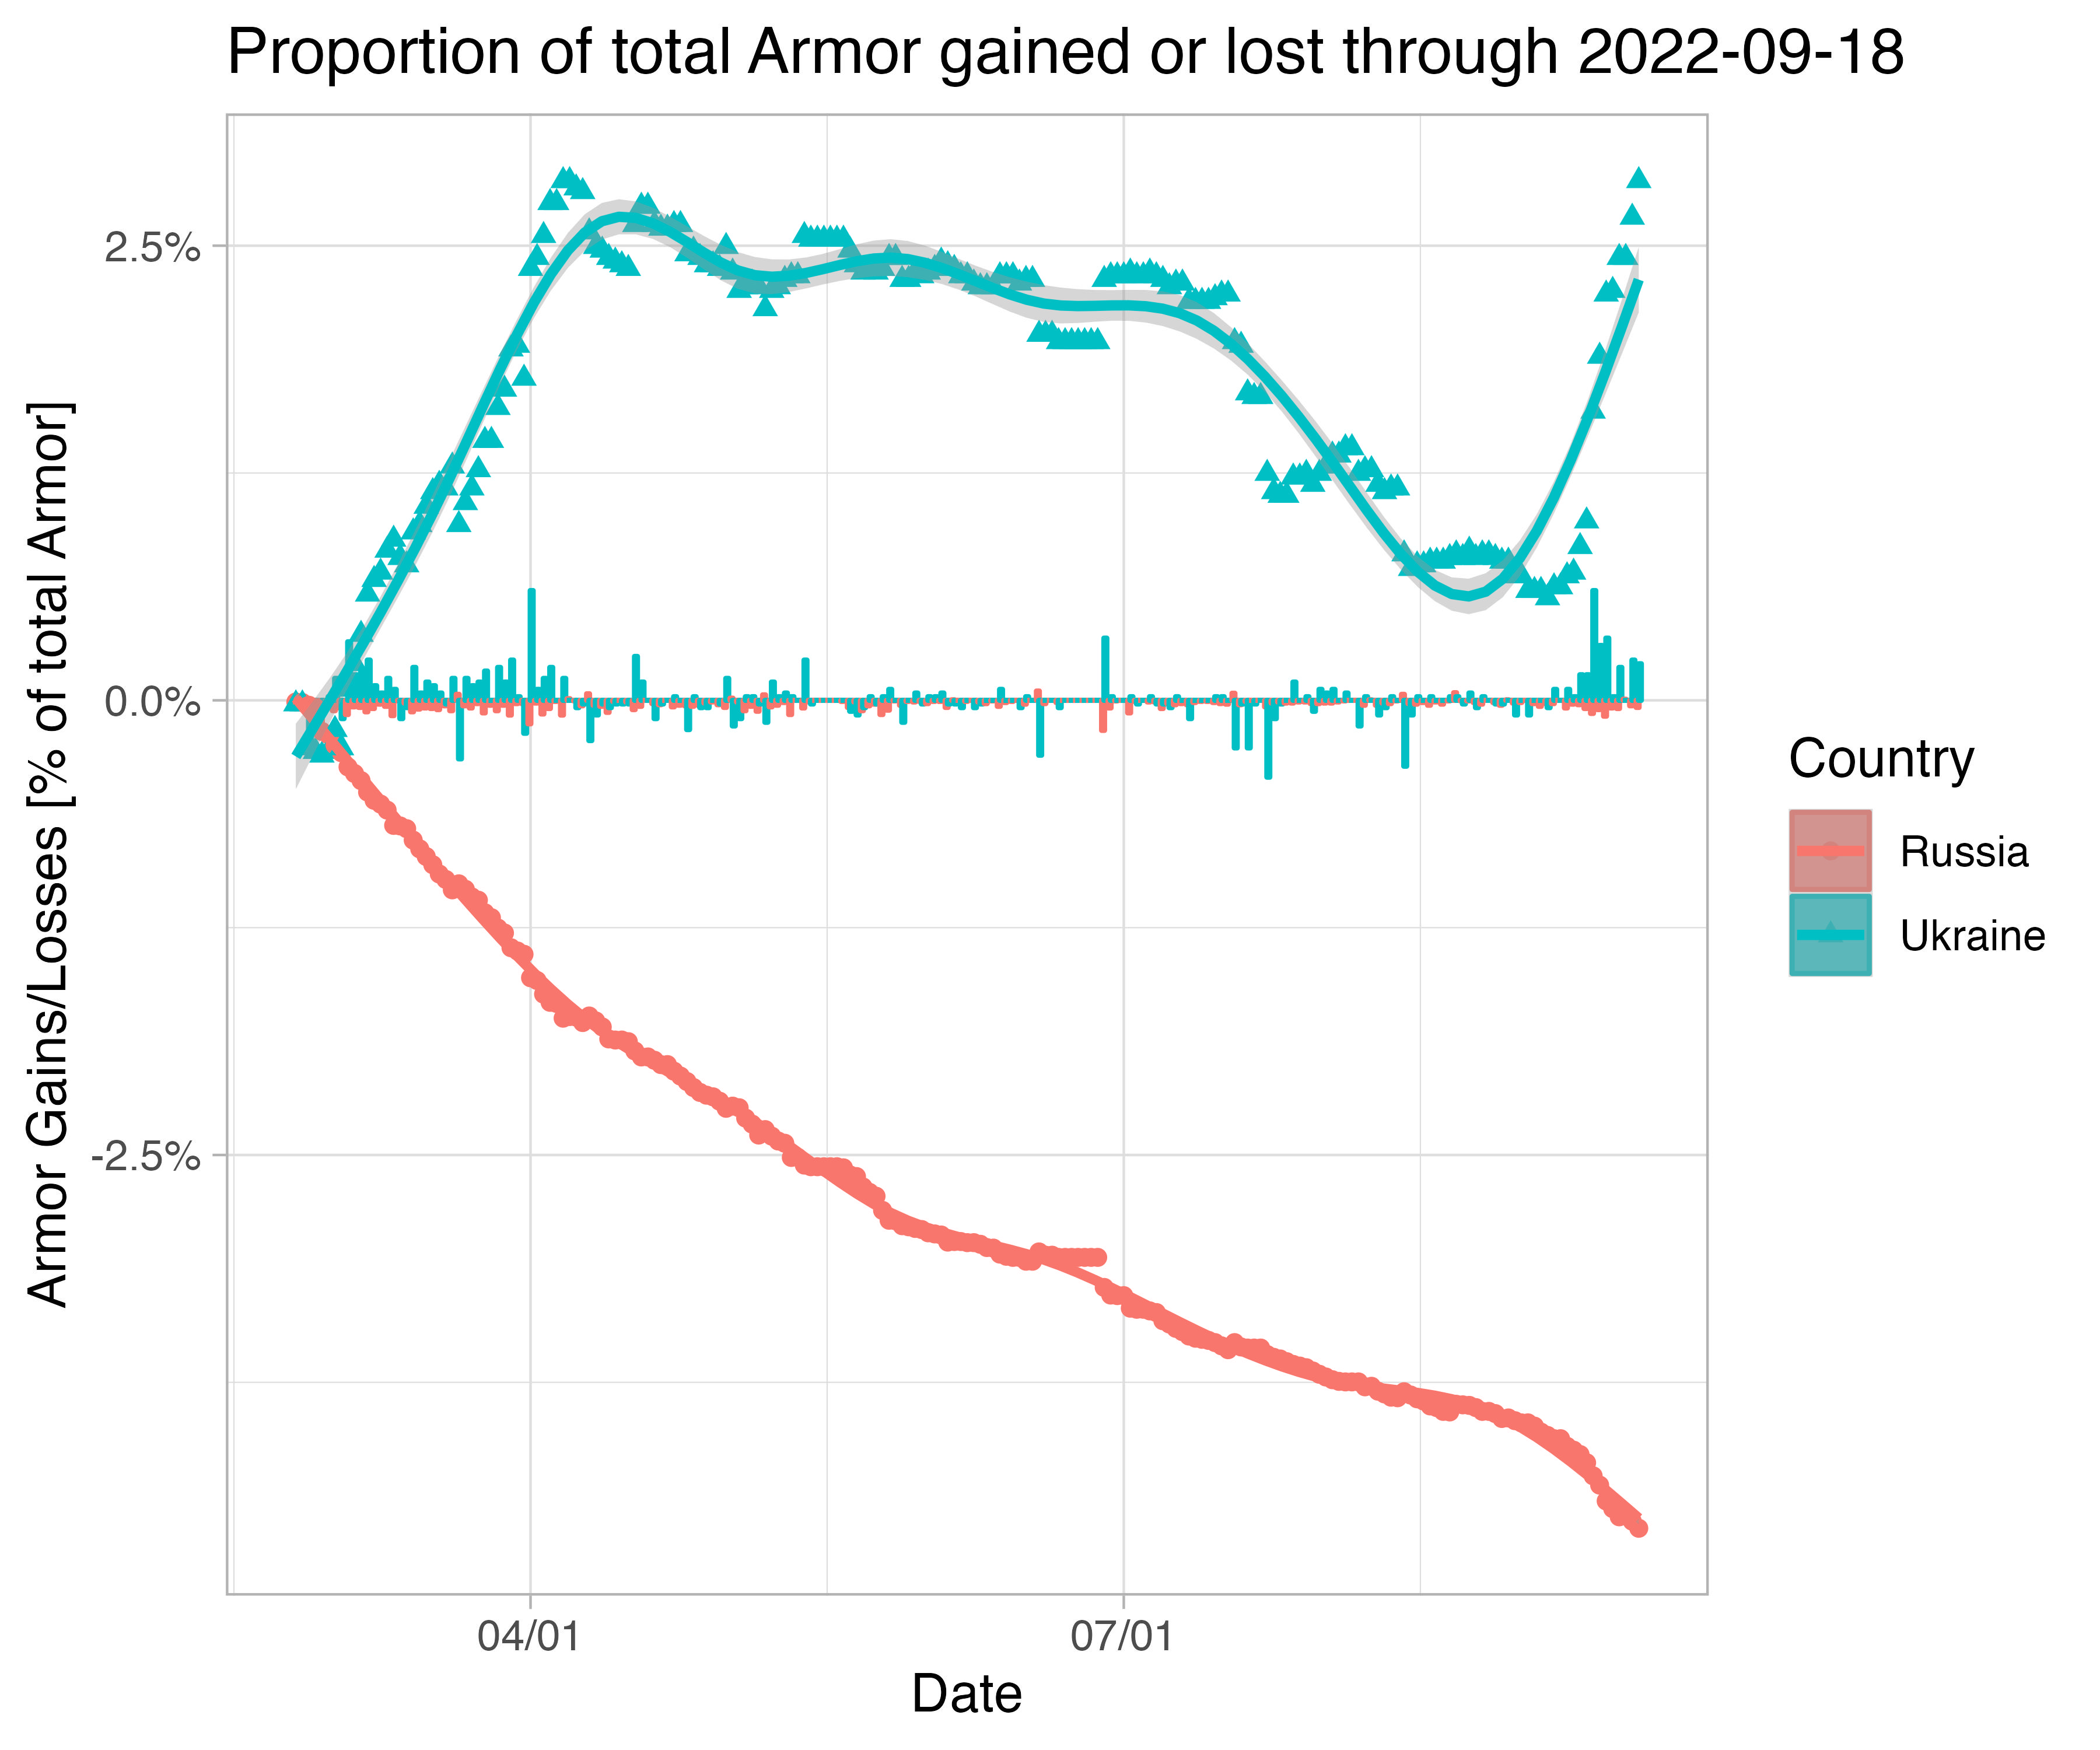 Proportion of total Armor gained or lost through 2022-09-18
Armor Gains/Losses [% of total Armor]
2.5%
0.0%
-2.5%
04/01
07/01
Date
Country
Russia
Ukraine